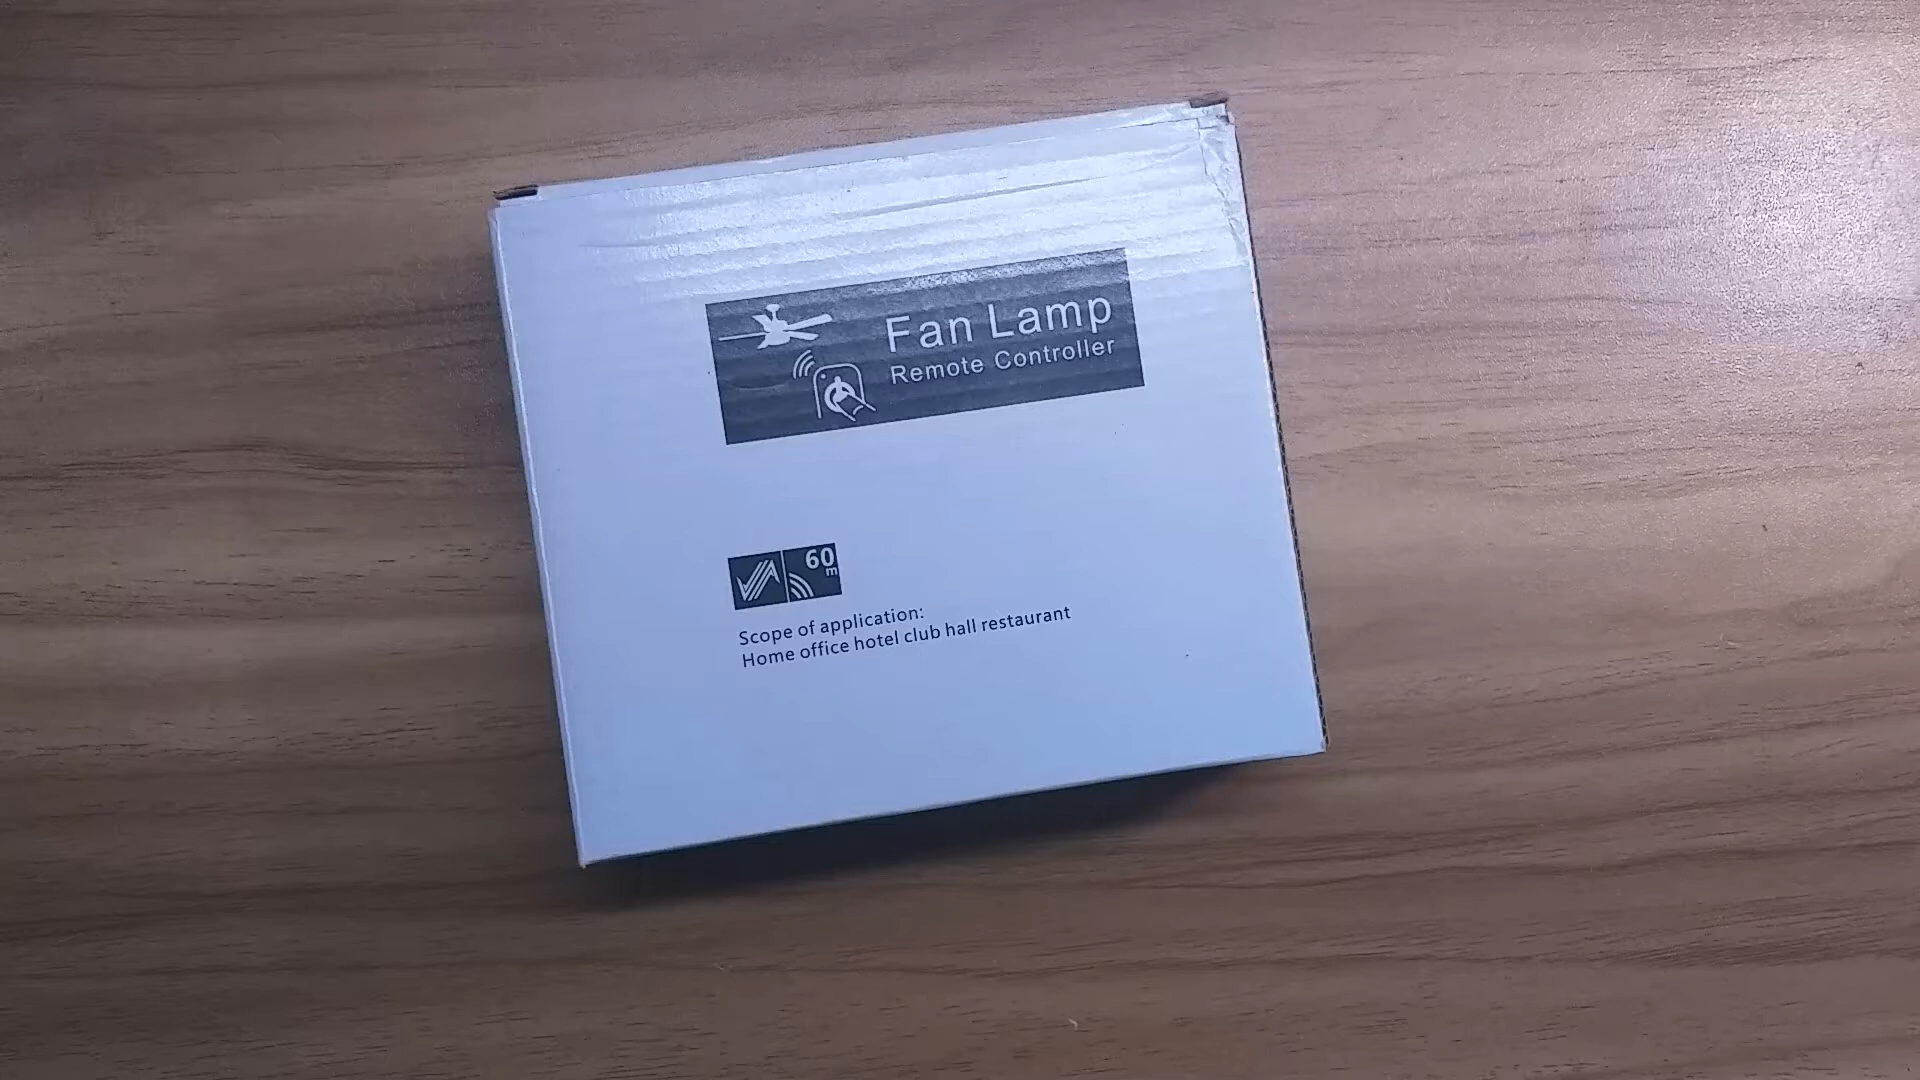 Fan Lamp
Remote Controller
60
m
Scope of application:
Home office hotel club hall restaurant